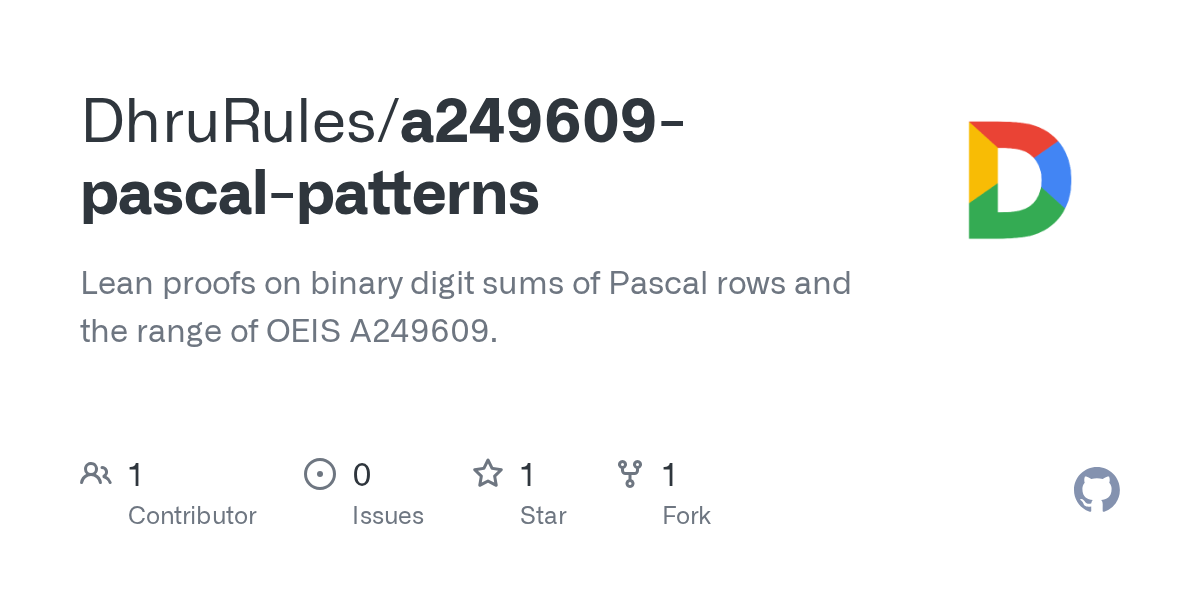 DhruRules/a249609-
pascal-patterns
Lean proofs on binary digit sums of Pascal rows and
the range of OEIS A249609.
1
Contributor
0
Issues
1
Star
1
Fork
D